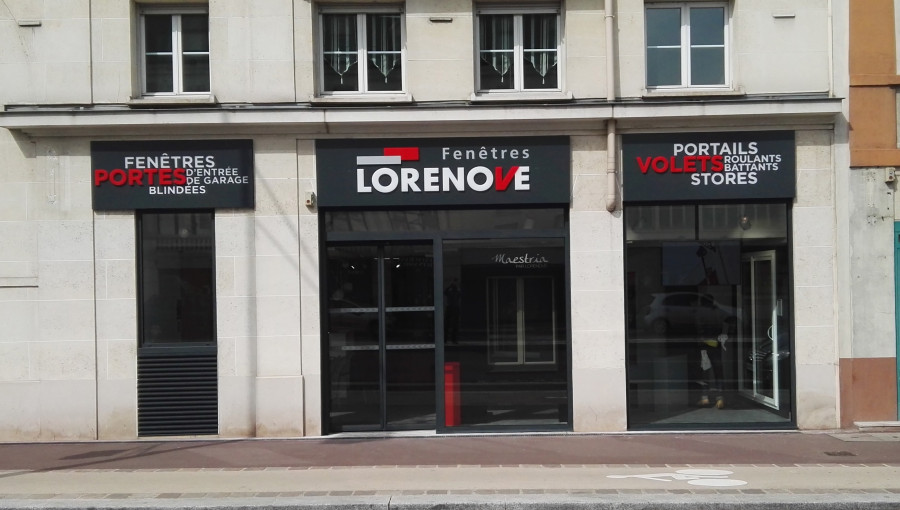 FENÊTRES
PORTES D'ENTRÉE
DE GARAGE
BLINDÉES
Fenêtres
LORENOVE
PORTAILS
VOLETS ROULANTS
BATTANTS
STORES
Maestria